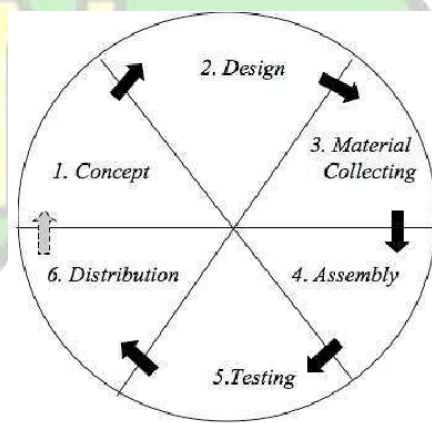 2. Design
3. Material
Collecting
1. Concept
4. Assembly
6. Distribution
5.Testing